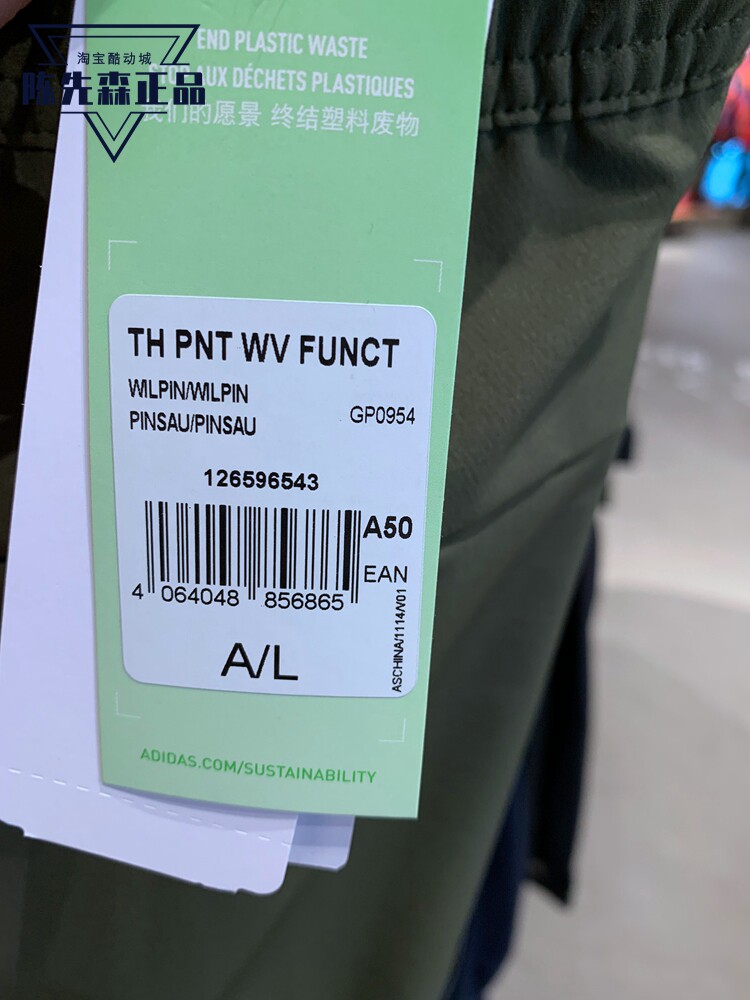 淘宝酷动城
陈先森正品
END PLASTIC WASTE
AUX DÉCHETS PLASTIQUES
我们的愿景 终结塑料废物
TH PNT WV FUNCT
WILPIN/WILPIN
PINSAU/PINSAU
GP0954
126596543
A50
EAN
4 064048 856865
A/L
ASCHINA/1114/V01
ADIDAS.COM/SUSTAINABILITY